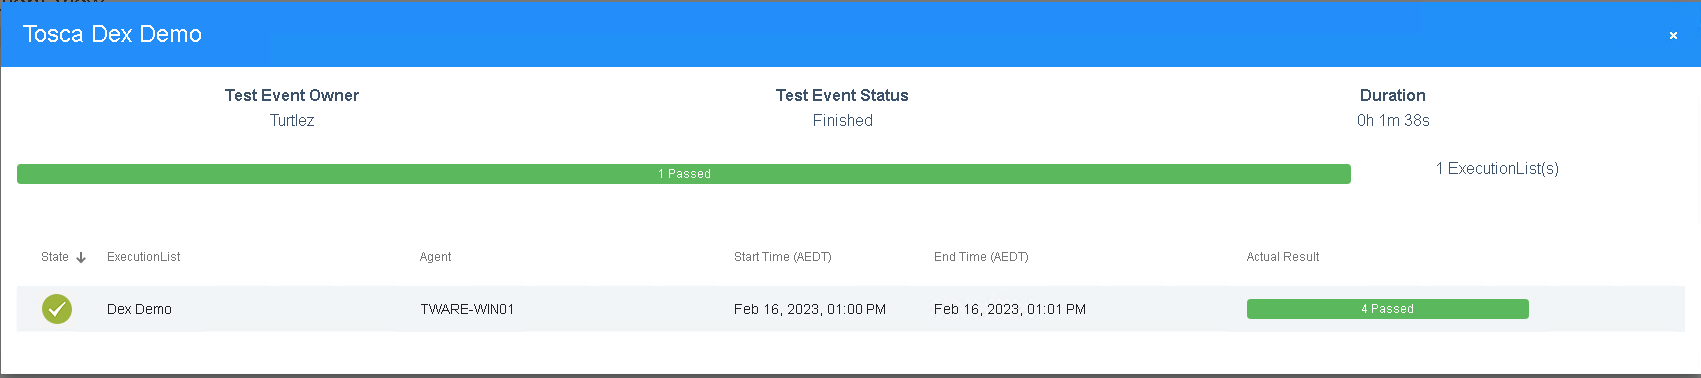 Tosca Dex Demo
×
Test Event Owner
Turtlez
Test Event Status
Finished
Duration
0h 1m 38s
1 Passed
1 ExecutionList(s)
State ExecutionList Agent Start Time (AEDT) End Time (AEDT) Actual Result
Dex Demo TWARE-WIN01 Feb 16, 2023, 01:00 PM Feb 16, 2023, 01:01 PM 4 Passed